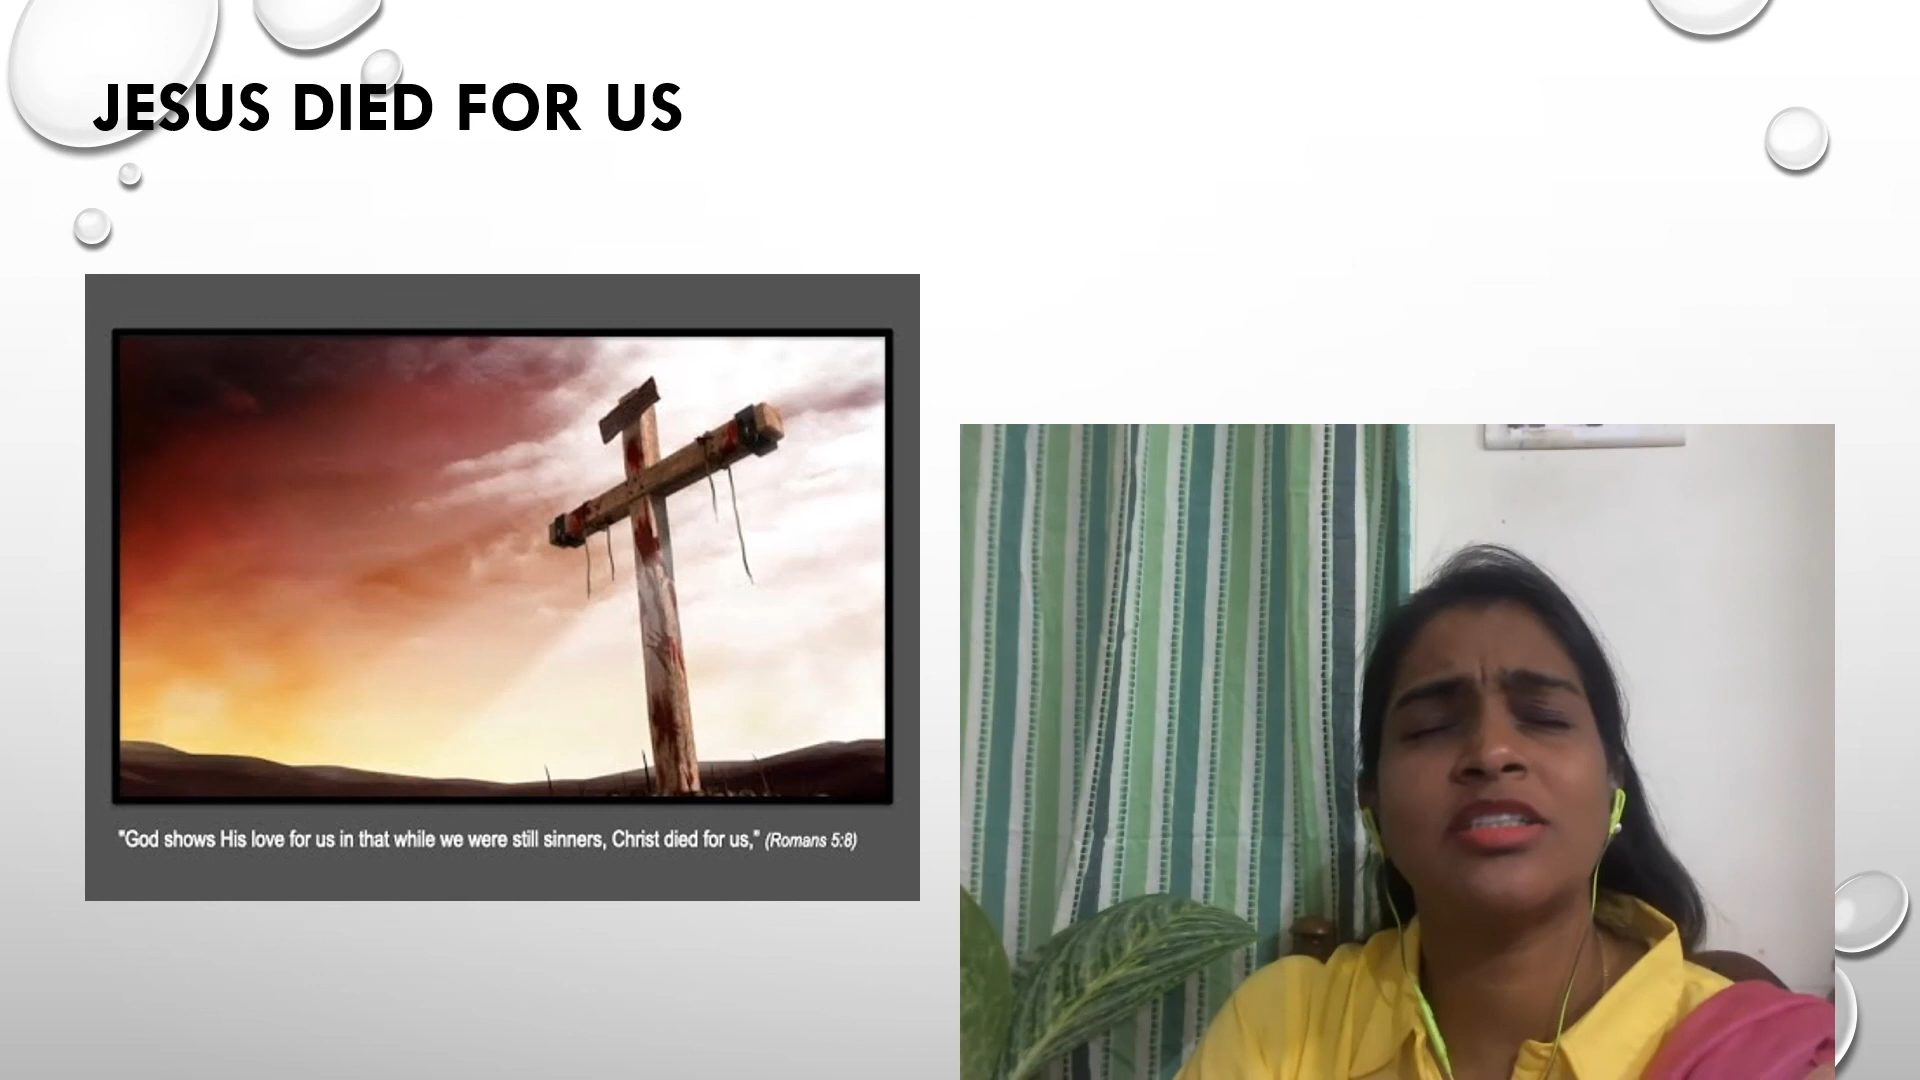 JESUS DIED FOR US
"God shows His love for us in that while we were still sinners, Christ died for us," (Romans 5:8)